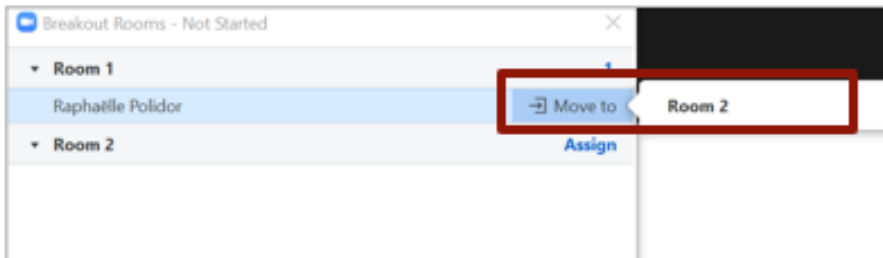 Breakout Rooms - Not Started
Room 1 1
Raphaëlle Polidor Move to Room 2
Room 2 Assign